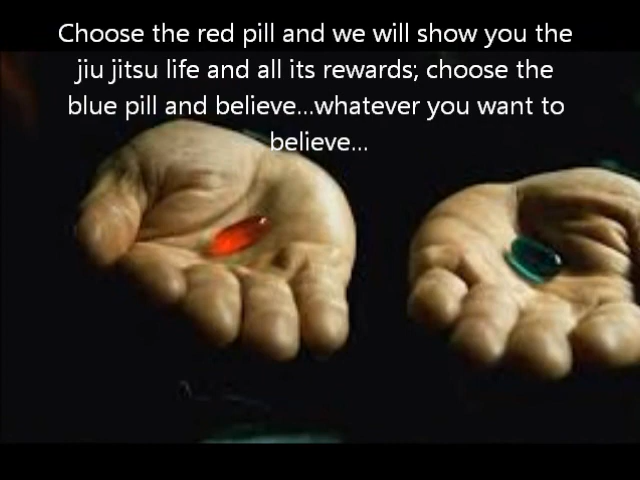 Choose the red pill and we will show you the
jiu jitsu life and all its rewards; choose the
blue pill and believe...whatever you want to
believe...